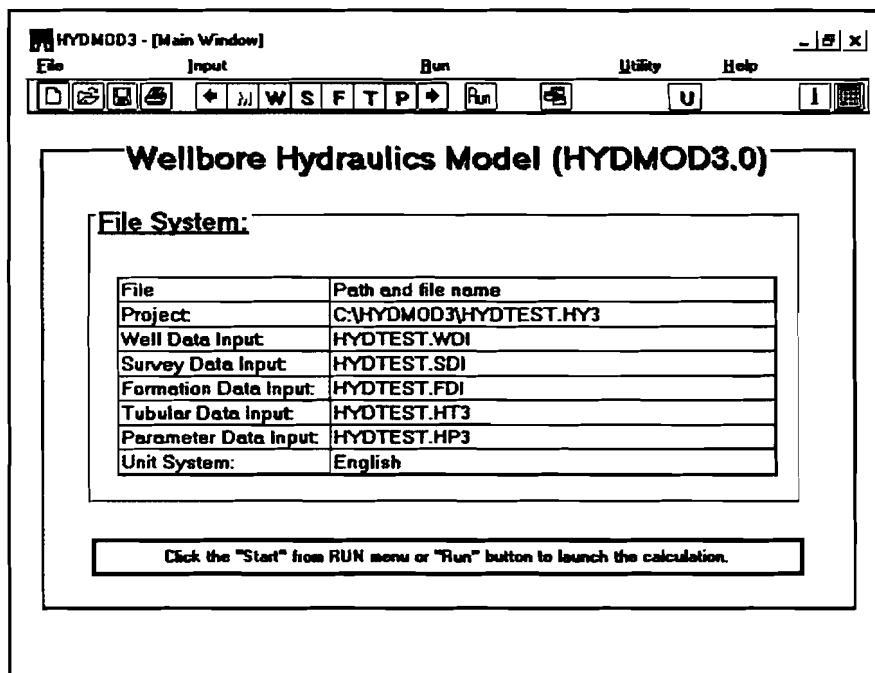 HYDMOD3 - [Main Window]
File Input Run Utility Help
W S F T P Run U I
Wellbore Hydraulics Model (HYDMOD3.0)
File System:
File Path and file name
Project: C:\HYDMOD3\HYDTEST.HY3
Well Data Input: HYDTEST.WDI
Survey Data Input: HYDTEST.SDI
Formation Data Input: HYDTEST.FDI
Tubular Data Input: HYDTEST.HT3
Parameter Data Input: HYDTEST.HP3
Unit System: English
Click the "Start" from RUN menu or "Run" button to launch the calculation.